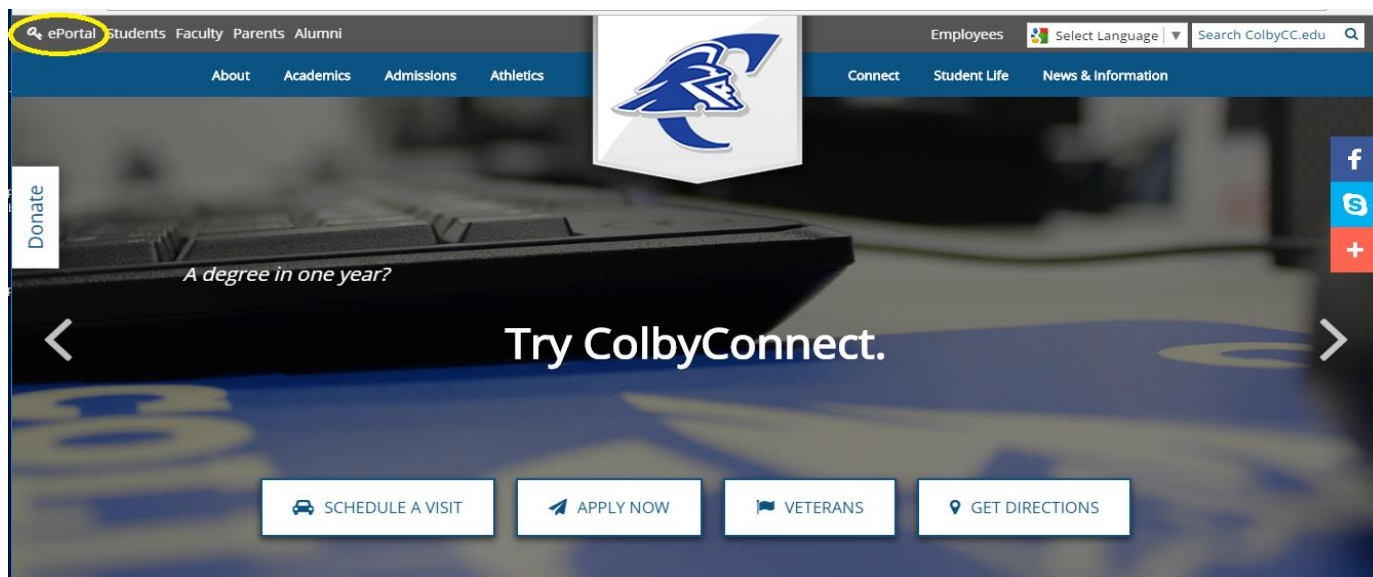 ePortal Students Faculty Parents Alumni Employees Select Language ▼ Search ColbyCC.edu
About Academics Admissions Athletics Connect Student Life News & Information
Donate
A degree in one year?
Try ColbyConnect.
SCHEDULE A VISIT APPLY NOW VETERANS GET DIRECTIONS